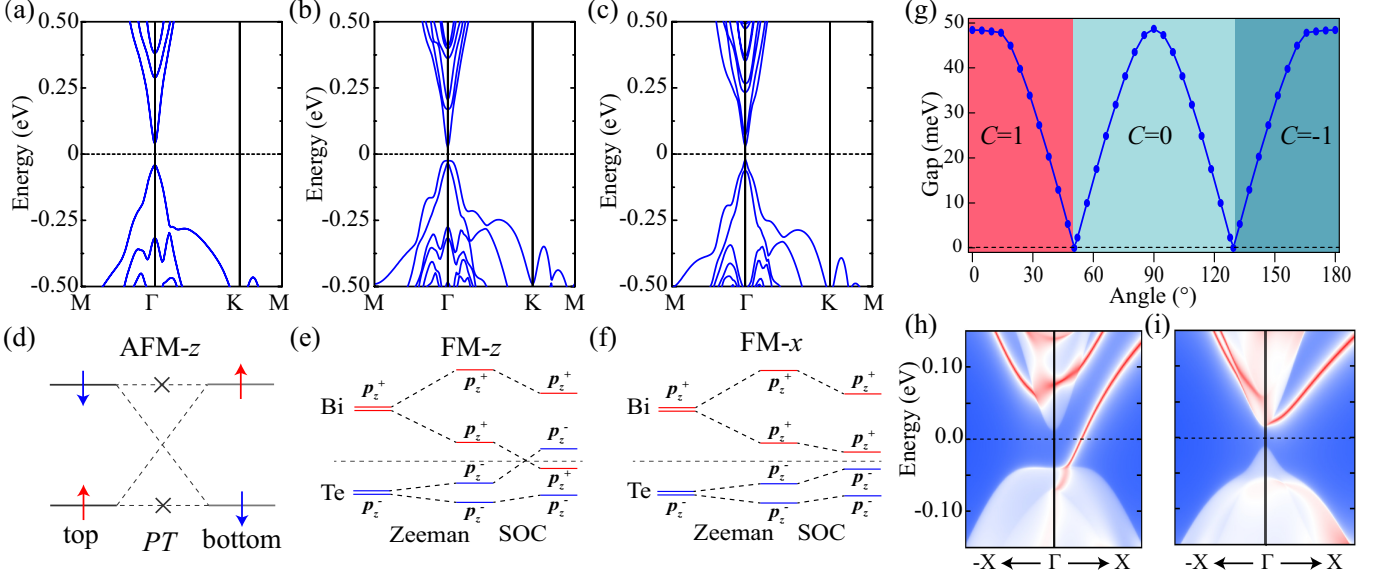 (a)
0.50
0.25
0
-0.25
-0.50
Energy (eV)
M Γ K M
(b)
0.50
0.25
0
-0.25
-0.50
Energy (eV)
M Γ K M
(c)
0.50
0.25
0
-0.25
-0.50
Energy (eV)
M Γ K M
(d)
AFM-z
top PT bottom
(e)
FM-z
Bi
Te
p_z^+
p_z^+
p_z^+
p_z^+
p_z^-
p_z^-
p_z^+
p_z^-
p_z^-
p_z^-
Zeeman SOC
(f)
FM-x
Bi
Te
p_z^+
p_z^+
p_z^+
p_z^+
p_z^+
p_z^-
p_z^-
p_z^-
p_z^-
p_z^-
Zeeman SOC
(g)
50
40
30
20
10
0
Gap (meV)
C=1 C=0 C=-1
0 30 60 90 120 150 180
Angle (°)
(h)
0.10
0.0
-0.10
Energy (eV)
-X Γ X
(i)
-X Γ X